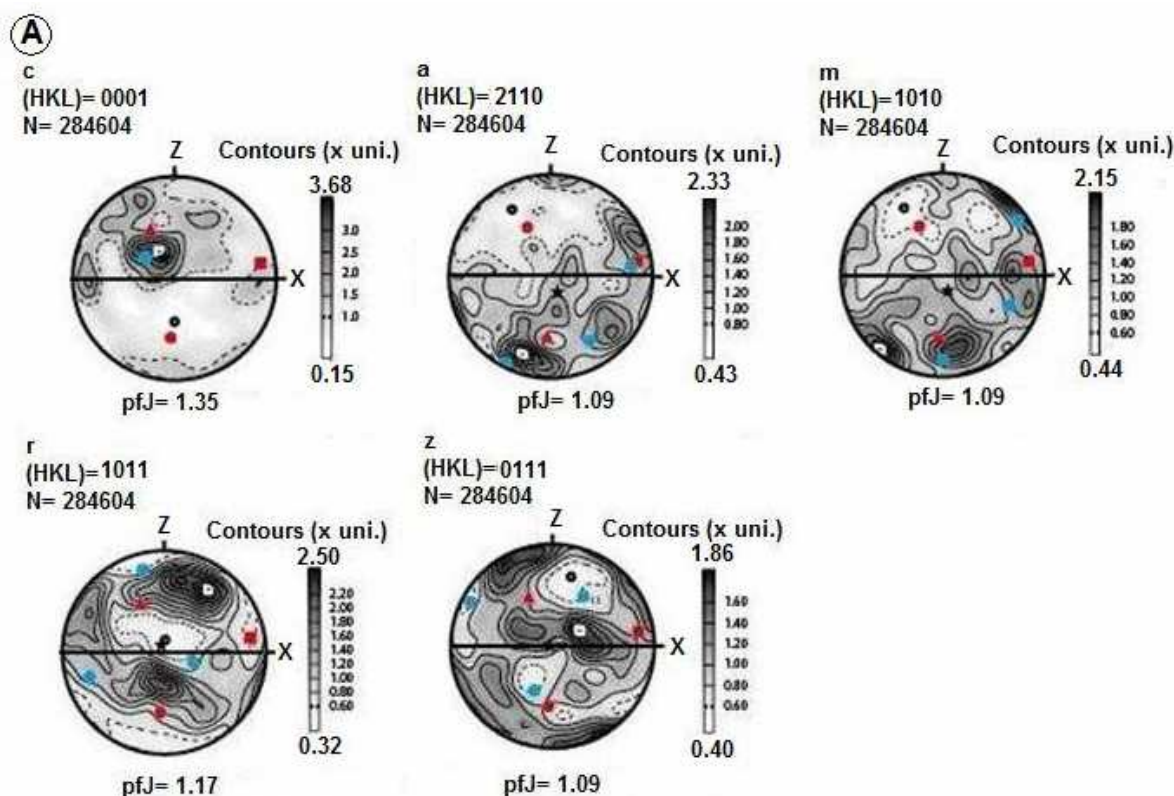 A
c
(HKL)= 0001
N= 284604
Z
Contours (x uni.)
3.68
3.0
2.5
2.0
1.5
1.0
0.15
X
pfJ= 1.35
a
(HKL)= 2110
N= 284604
Z
Contours (x uni.)
2.33
2.00
1.80
1.60
1.40
1.20
1.00
0.80
0.43
X
pfJ= 1.09
m
(HKL)= 1010
N= 284604
Z
Contours (x uni.)
2.15
1.80
1.60
1.40
1.20
1.00
0.80
0.60
0.44
X
pfJ= 1.09
r
(HKL)= 1011
N= 284604
Z
Contours (x uni.)
2.50
2.20
2.00
1.80
1.60
1.40
1.20
1.00
0.80
0.60
0.32
X
pfJ= 1.17
z
(HKL)= 0111
N= 284604
Z
Contours (x uni.)
1.86
1.60
1.40
1.20
1.00
0.80
0.60
0.40
X
pfJ= 1.09